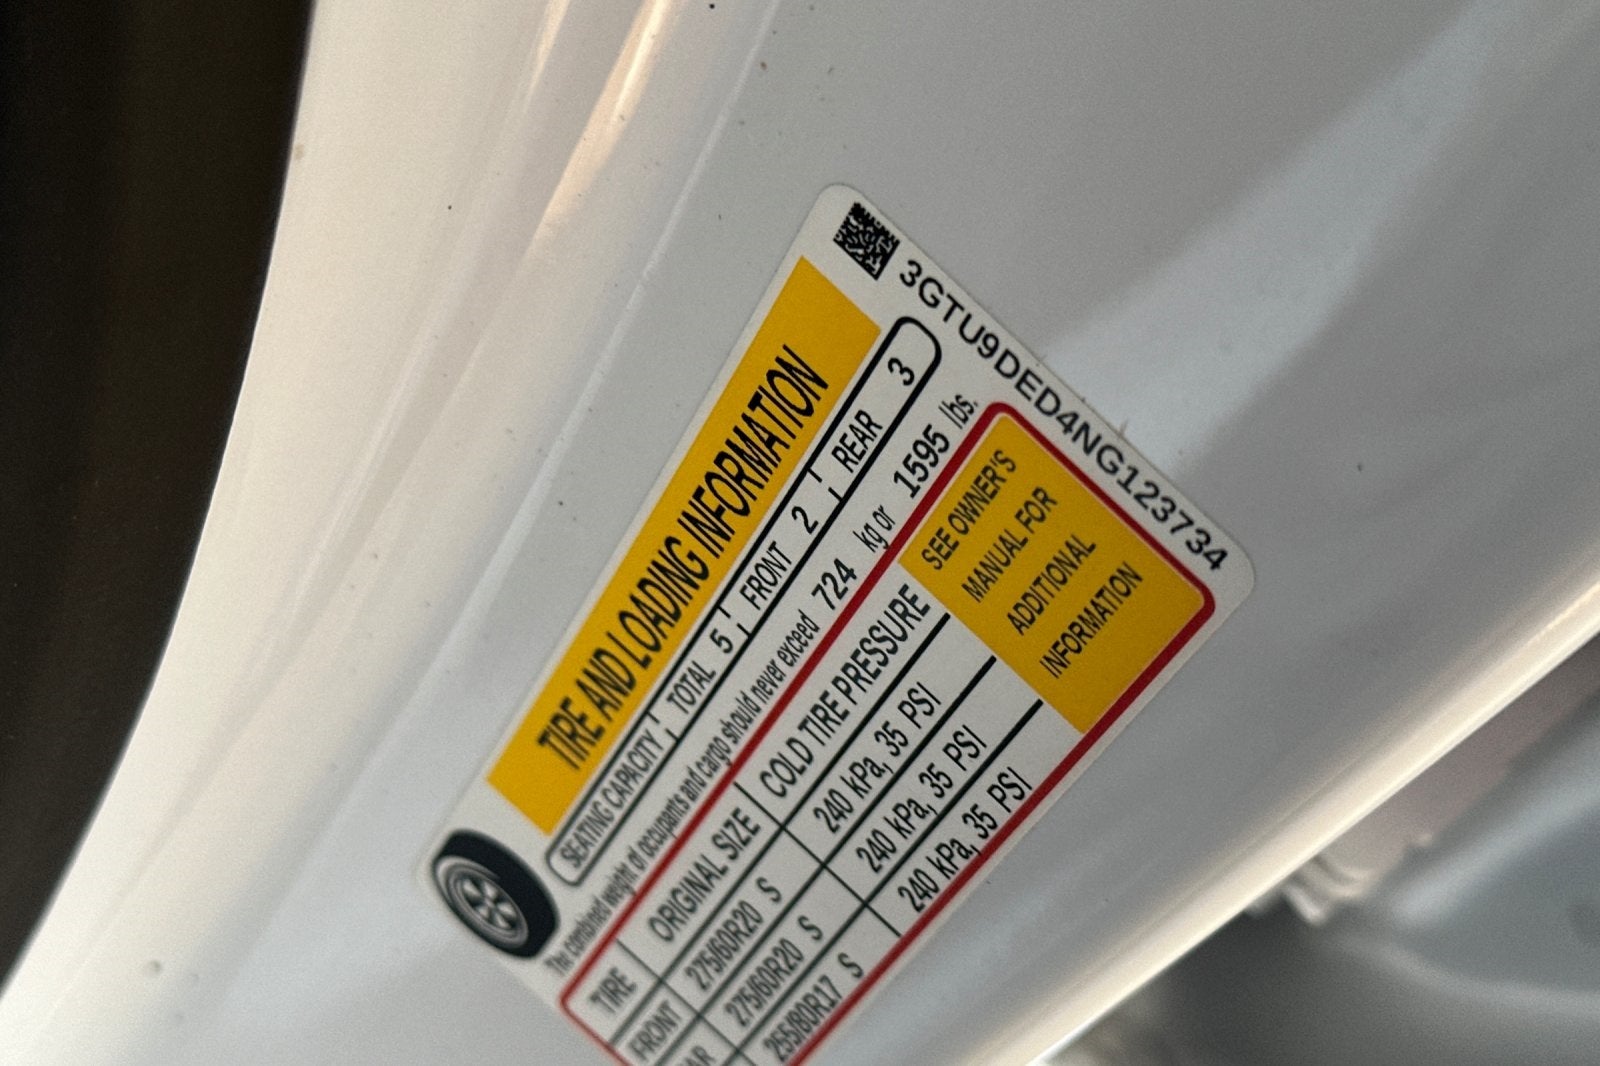 3GTU9DED4NG123734
TIRE AND LOADING INFORMATION
SEATING CAPACITY TOTAL 5 FRONT 2 REAR 3
The combined weight of occupants and cargo should never exceed 724 kg or 1595 lbs.
TIRE ORIGINAL SIZE COLD TIRE PRESSURE
FRONT 275/60R20 S 240 kPa, 35 PSI
275/60R20 S 240 kPa, 35 PSI
255/80R17 S 240 kPa, 35 PSI
SEE OWNER'S
MANUAL FOR
ADDITIONAL
INFORMATION